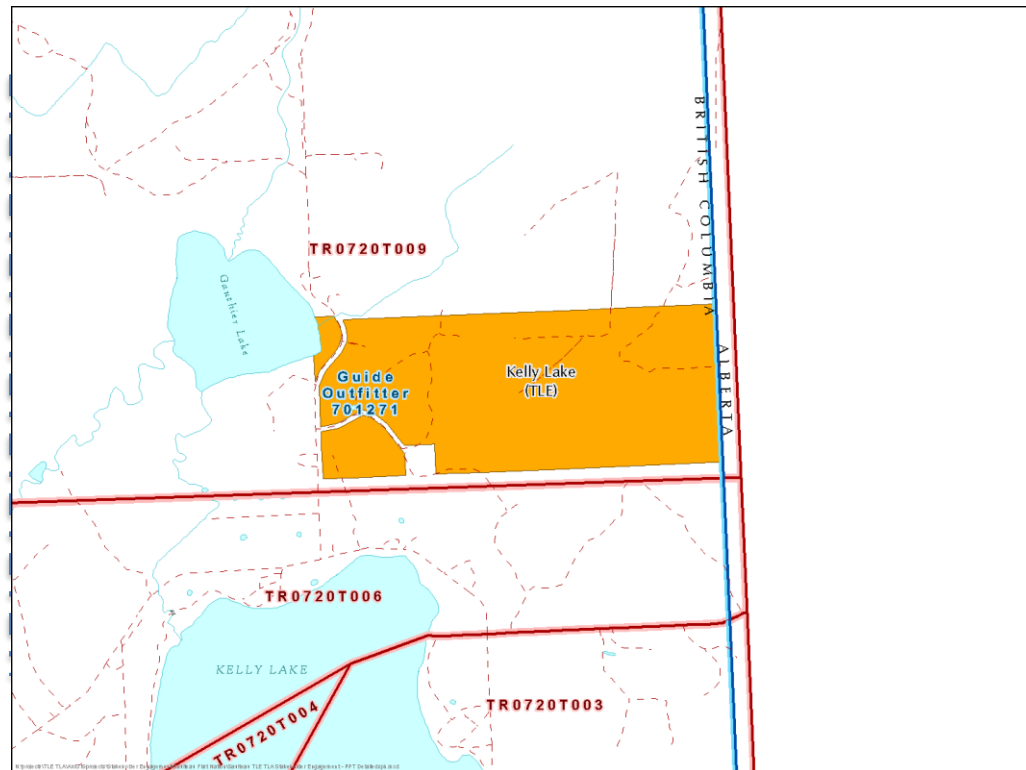 BRITISH COLUMBIA
ALBERTA
TR0720T009
Gauthier Lake
Guide
Outfitter
701271
Kelly Lake
(TLE)
TR0720T006
KELLY LAKE
TR0720T004
TR0720T003